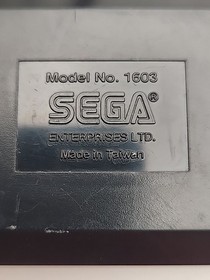 Model No. 1603
SEGA®
ENTERPRISES LTD.
Made in Taiwan